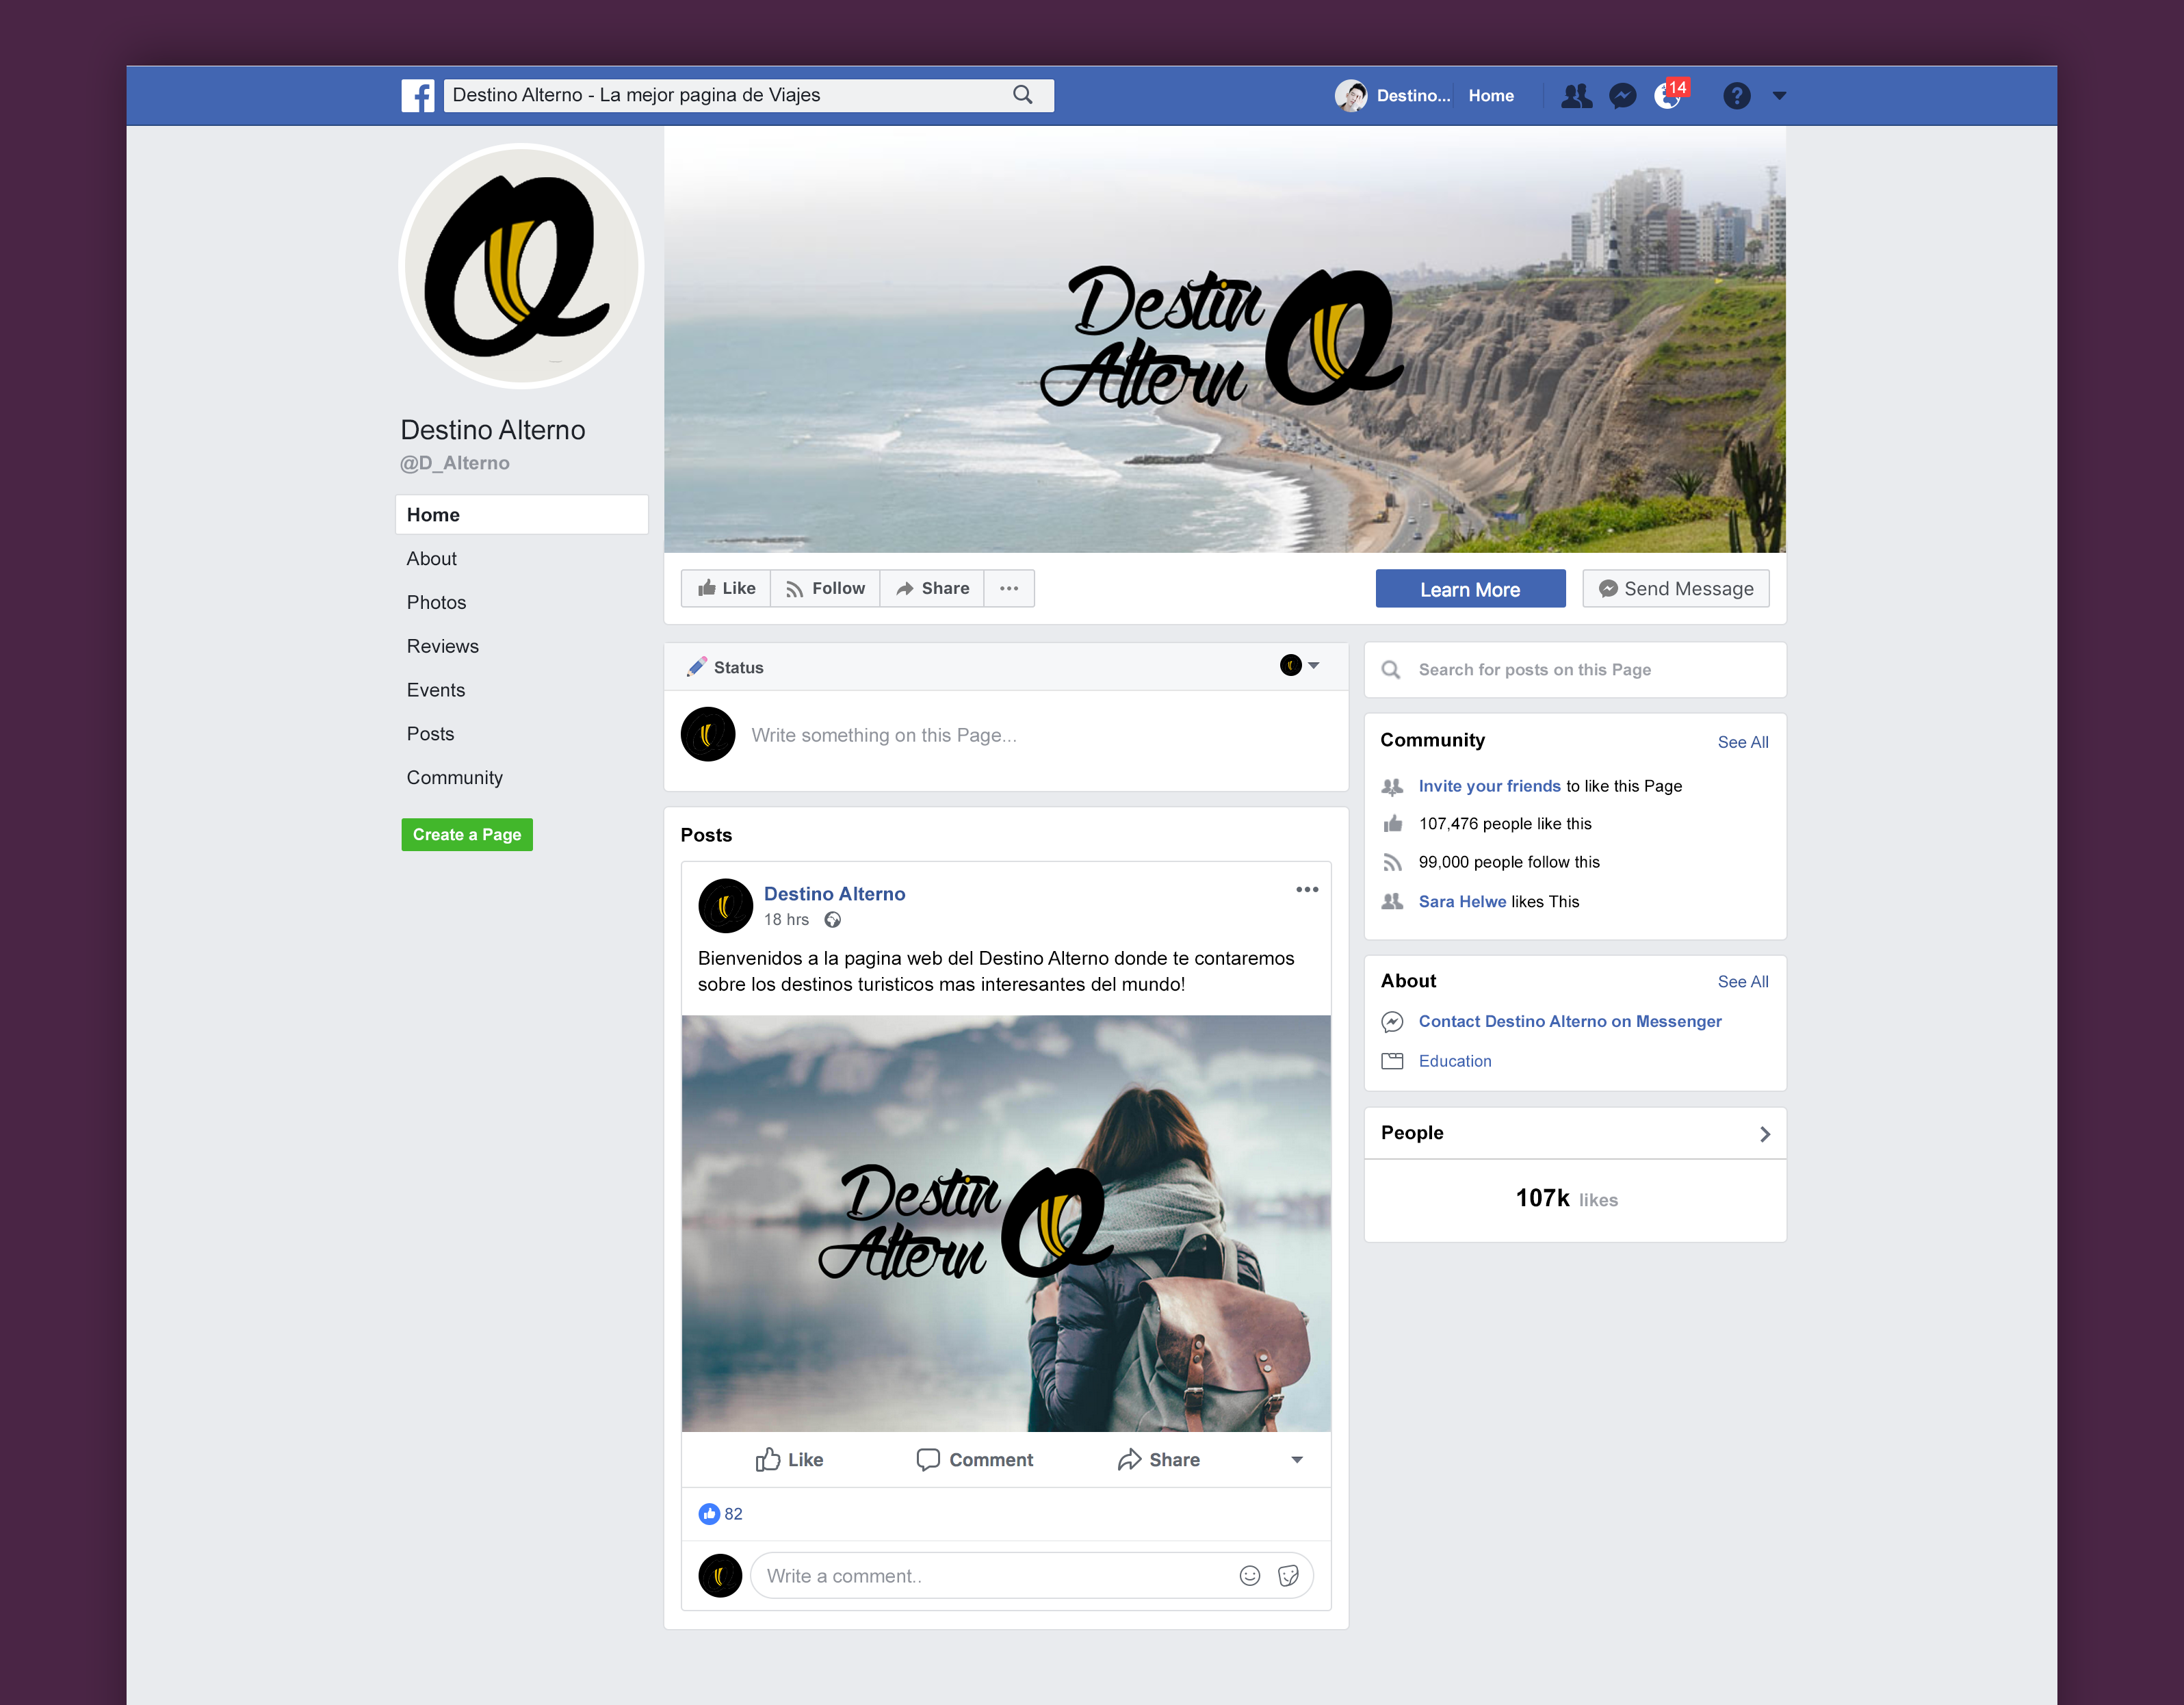 Destino Alterno - La mejor pagina de Viajes
Destino...
Home
14
Destino Alterno
@D_Alterno
Home
About
Photos
Reviews
Events
Posts
Community
Create a Page
Destin
Altern O
Like
Follow
Share
Learn More
Send Message
Status
Write something on this Page...
Posts
Destino Alterno
18 hrs
Bienvenidos a la pagina web del Destino Alterno donde te contaremos
sobre los destinos turisticos mas interesantes del mundo!
Destin
Altern O
Like
Comment
Share
82
Write a comment..
Search for posts on this Page
Community
See All
Invite your friends to like this Page
107,476 people like this
99,000 people follow this
Sara Helwe likes This
About
See All
Contact Destino Alterno on Messenger
Education
People
107k likes